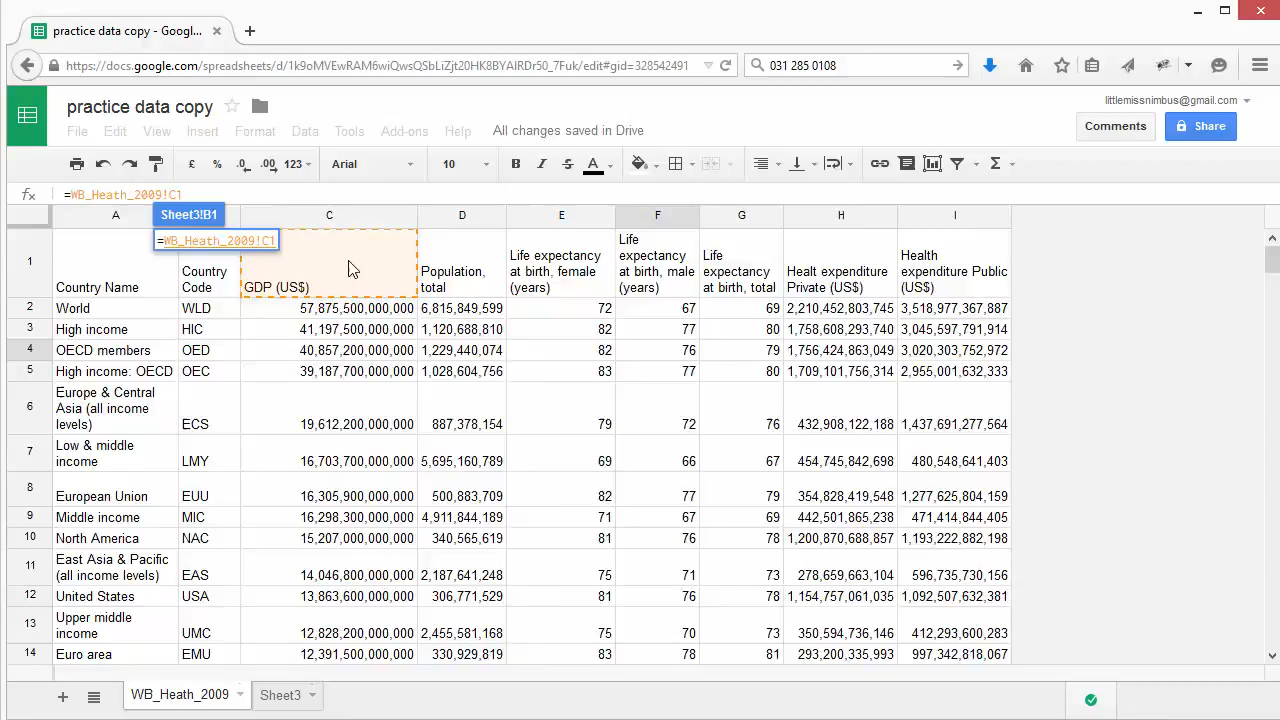 practice data copy - Googl...
https://docs.google.com/spreadsheets/d/1k9oMVEwRAM6wiQwsQSbLiZjt20HK8BYAIRDr50_7Fuk/edit#gid=328542491
031 285 0108
practice data copy
littlemissnimbus@gmail.com
File Edit View Insert Format Data Tools Add-ons Help All changes saved in Drive
Comments Share
£ % .0 .00 123 Arial 10 B I S A Σ
fx =WB_Heath_2009!C1
Sheet3!B1
A C D E F G H I
=WB_Heath_2009!C1
1 Country Name Country Code GDP (US$) Population, total Life expectancy at birth, female (years) Life expectancy at birth, male (years) Life expectancy at birth, total Healt expenditure Private (US$) Health expenditure Public (US$)
2 World WLD 57,875,500,000,000 6,815,849,599 72 67 69 2,210,452,803,745 3,518,977,367,887
3 High income HIC 41,197,500,000,000 1,120,688,810 82 77 80 1,758,608,293,740 3,045,597,791,914
4 OECD members OED 40,857,200,000,000 1,229,440,074 82 76 79 1,756,424,863,049 3,020,303,752,972
5 High income: OECD OEC 39,187,700,000,000 1,028,604,756 83 77 80 1,709,101,756,314 2,955,001,632,333
6 Europe & Central Asia (all income levels) ECS 19,612,200,000,000 887,378,154 79 72 76 432,908,122,188 1,437,691,277,564
7 Low & middle income LMY 16,703,700,000,000 5,695,160,789 69 66 67 454,745,842,698 480,548,641,403
8 European Union EUU 16,305,900,000,000 500,883,709 82 77 79 354,828,419,548 1,277,625,804,159
9 Middle income MIC 16,298,300,000,000 4,911,844,189 71 67 69 442,501,865,238 471,414,844,405
10 North America NAC 15,207,000,000,000 340,565,619 81 76 78 1,200,870,688,857 1,193,222,882,198
11 East Asia & Pacific (all income levels) EAS 14,046,800,000,000 2,187,641,248 75 71 73 278,659,663,104 596,735,730,156
12 United States USA 13,863,600,000,000 306,771,529 81 76 78 1,154,757,061,035 1,092,507,632,381
13 Upper middle income UMC 12,828,200,000,000 2,455,581,168 75 70 73 350,594,736,146 412,293,600,283
14 Euro area EMU 12,391,500,000,000 330,929,819 83 78 81 293,200,335,993 997,342,818,067
WB_Heath_2009 Sheet3